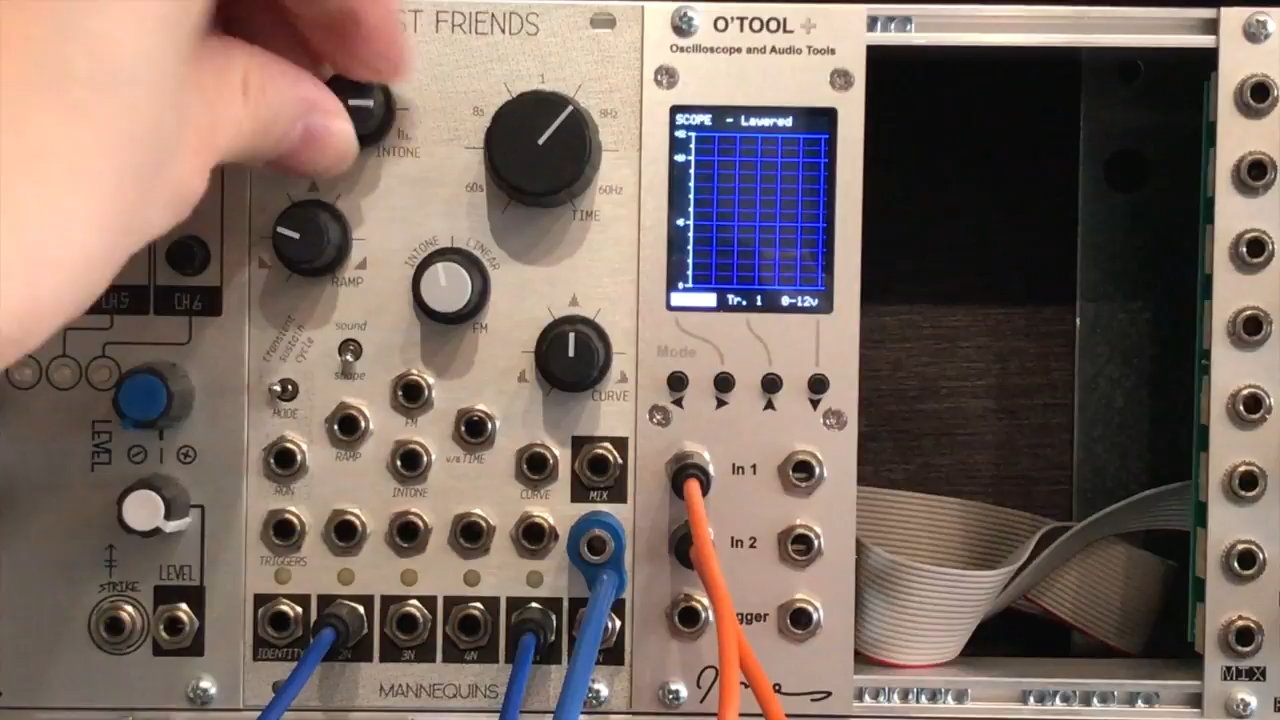 ST FRIENDS
O'TOOL +
Oscilloscope and Audio Tools
SCOPE - Layered
Tr. 1 0-12v
Mode
In 1
In 2
gger
INTONE
RAMP
8s
1
8Hz
60s
60Hz
TIME
INTONE
LINEAR
FM
CURVE
transient
sustain
cycle
MODE
sound
shape
RUN
RAMP
FM
INTONE
v/8 TIME
CURVE
MIX
TRIGGERS
IDENTITY
2N
3N
4N
MANNEQUINS
CH 6
LEVEL
STRIKE
LEVEL
MIX